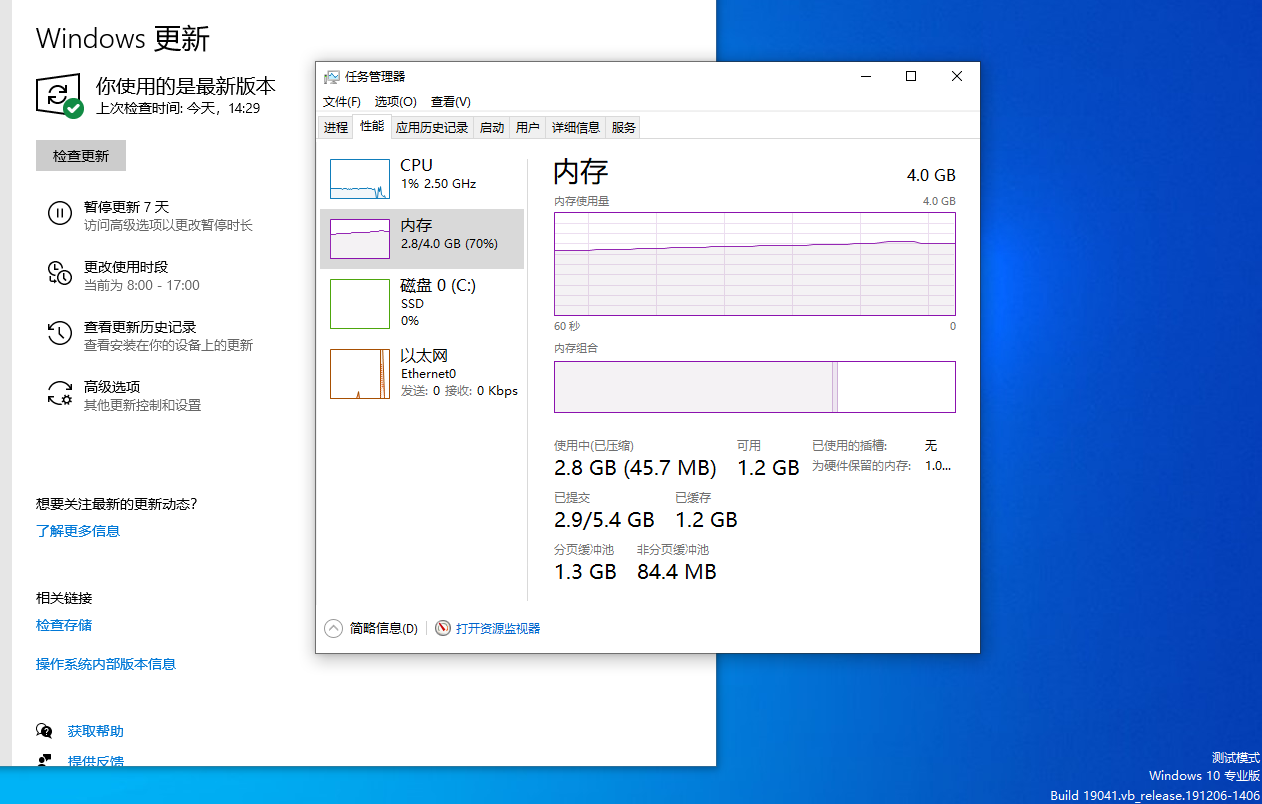 Windows 更新
你使用的是最新版本
上次检查时间: 今天，14:29
检查更新
暂停更新 7 天
访问高级选项以更改暂停时长
更改使用时段
当前为 8:00 - 17:00
查看更新历史记录
查看安装在你的设备上的更新
高级选项
其他更新控制和设置
想要关注最新的更新动态?
了解更多信息
相关链接
检查存储
操作系统内部版本信息
获取帮助
提供反馈
任务管理器
文件(F) 选项(O) 查看(V)
进程 性能 应用历史记录 启动 用户 详细信息 服务
CPU
1% 2.50 GHz
内存
2.8/4.0 GB (70%)
磁盘 0 (C:)
SSD
0%
以太网
Ethernet0
发送: 0 接收: 0 Kbps
内存 4.0 GB
内存使用量 4.0 GB
60 秒 0
内存组合
使用中(已压缩) 可用 已使用的插槽: 无
2.8 GB (45.7 MB) 1.2 GB 为硬件保留的内存: 1.0...
已提交 已缓存
2.9/5.4 GB 1.2 GB
分页缓冲池 非分页缓冲池
1.3 GB 84.4 MB
简略信息(D) 打开资源监视器
测试模式
Windows 10 专业版
Build 19041.vb_release.191206-1406